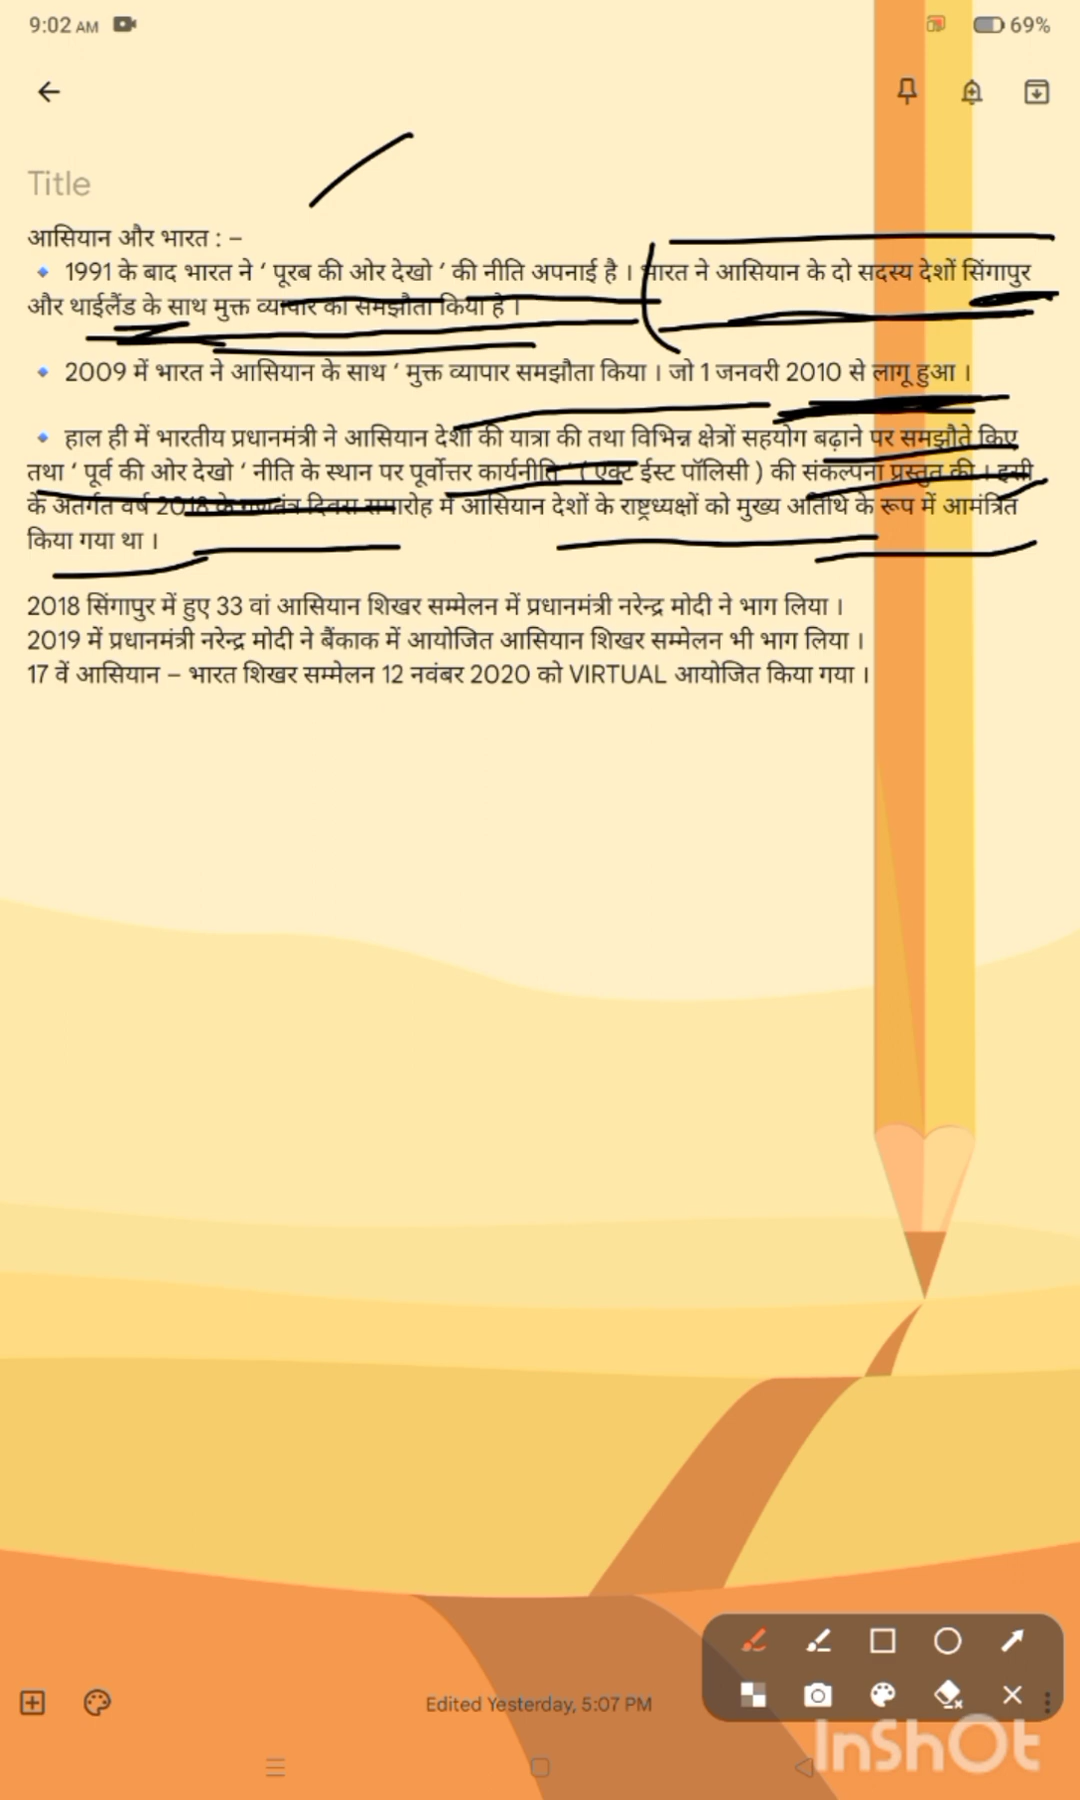 9:02 AM
69%
Title
आसियान और भारत : –
🔹 1991 के बाद भारत ने ‘ पूरब की ओर देखो ‘ की नीति अपनाई है । भारत ने आसियान के दो सदस्य देशों सिंगापुर
और थाईलैंड के साथ मुक्त व्यापार का समझौता किया है ।
🔹 2009 में भारत ने आसियान के साथ ‘ मुक्त व्यापार समझौता किया । जो 1 जनवरी 2010 से लागू हुआ ।
🔹 हाल ही में भारतीय प्रधानमंत्री ने आसियान देशों की यात्रा की तथा विभिन्न क्षेत्रों सहयोग बढ़ाने पर समझौते किए
तथा ‘ पूर्व की ओर देखो ‘ नीति के स्थान पर पूर्वोत्तर कार्यनीति ‘ ( एक्ट ईस्ट पॉलिसी ) की संकल्पना प्रस्तुत की । इसी
के अंतर्गत वर्ष 2018 के गणतंत्र दिवस समारोह में आसियान देशों के राष्ट्रध्यक्षों को मुख्य अतिथि के रूप में आमंत्रित
किया गया था ।
2018 सिंगापुर में हुए 33 वां आसियान शिखर सम्मेलन में प्रधानमंत्री नरेन्द्र मोदी ने भाग लिया ।
2019 में प्रधानमंत्री नरेन्द्र मोदी ने बैंकाक में आयोजित आसियान शिखर सम्मेलन भी भाग लिया ।
17 वें आसियान – भारत शिखर सम्मेलन 12 नवंबर 2020 को VIRTUAL आयोजित किया गया ।
Edited Yesterday, 5:07 PM
InShOt